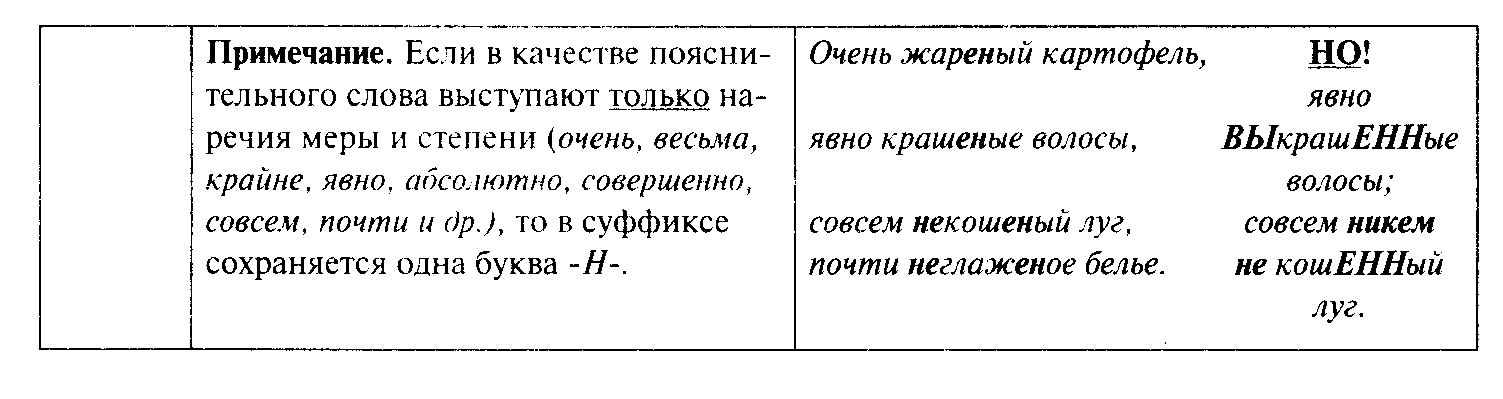 Примечание. Если в качестве поясни-
тельного слова выступают только на-
речия меры и степени (очень, весьма,
крайне, явно, абсолютно, совершенно,
совсем, почти и др.), то в суффиксе
сохраняется одна буква -Н-.
Очень жареный картофель,
явно крашеные волосы,
совсем некошеный луг,
почти неглаженое белье.
НО!
явно
ВЫкрашЕННые
волосы;
совсем никем
не кошЕННый
луг.